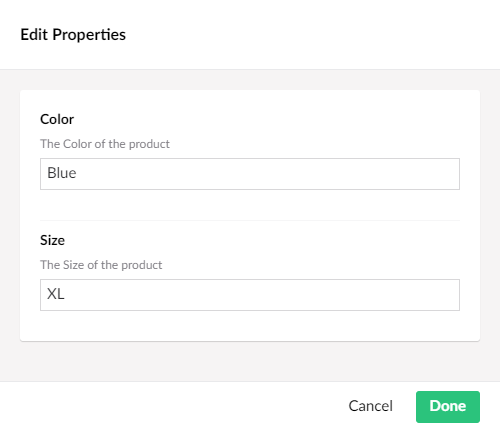 Edit Properties
Color
The Color of the product
Blue
Size
The Size of the product
XL
Cancel Done